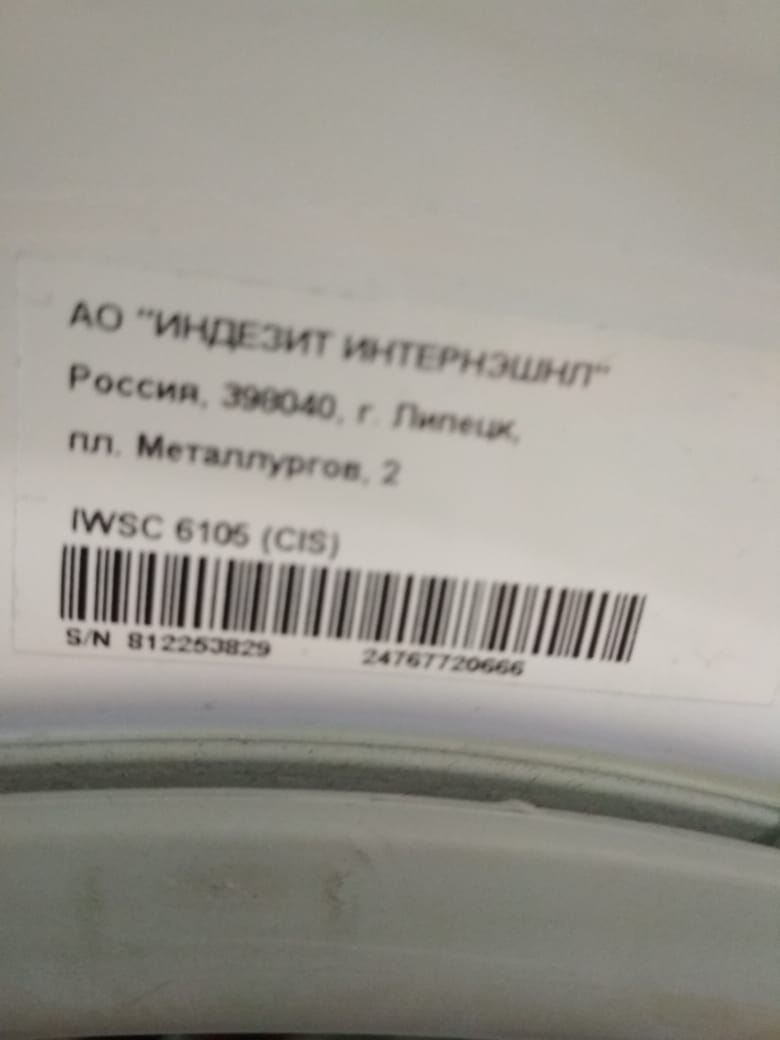 АО "ИНДЕЗИТ ИНТЕРНЭШНЛ"
Россия, 398040, г. Липецк,
пл. Металлургов, 2
IWSC 6105 (CIS)
S/N 812253829 24767720666